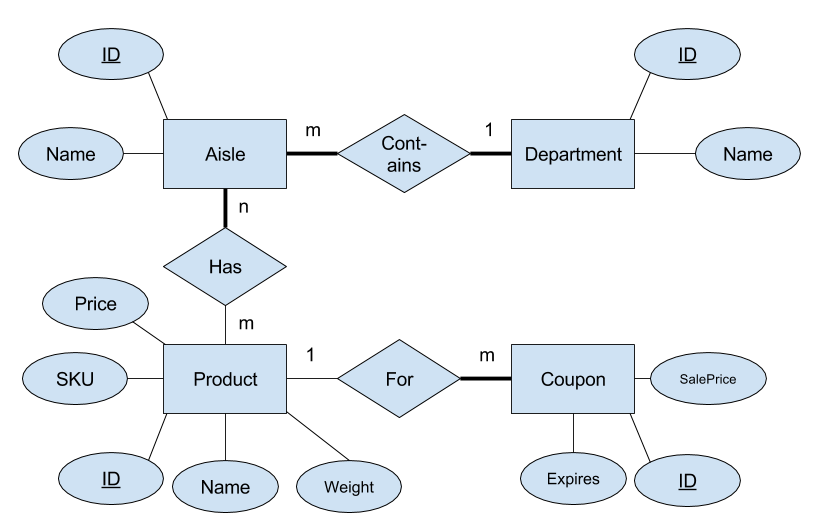 ID
ID
m
1
Name
Aisle
Cont-
ains
Department
Name
n
Has
Price
m
1
m
SKU
Product
For
Coupon
SalePrice
ID
Name
Weight
Expires
ID